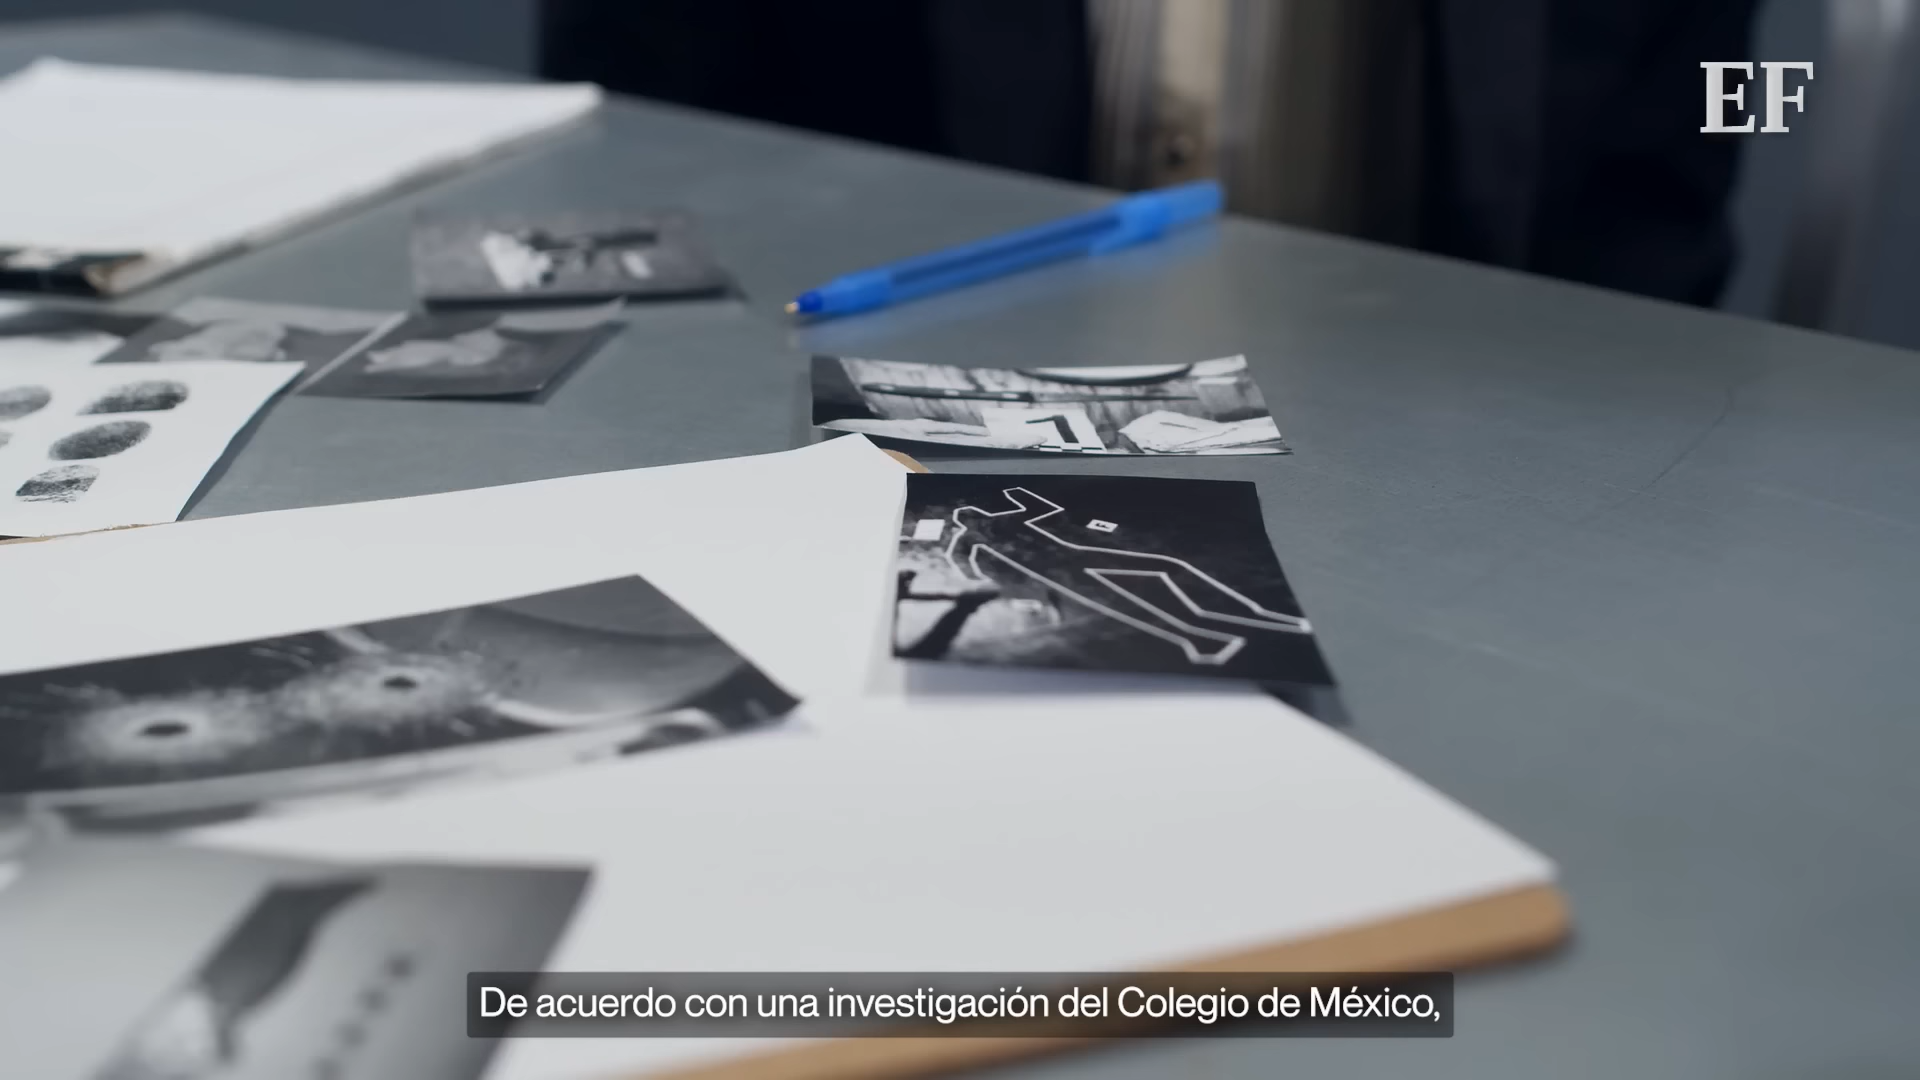 EF
De acuerdo con una investigación del Colegio de México,